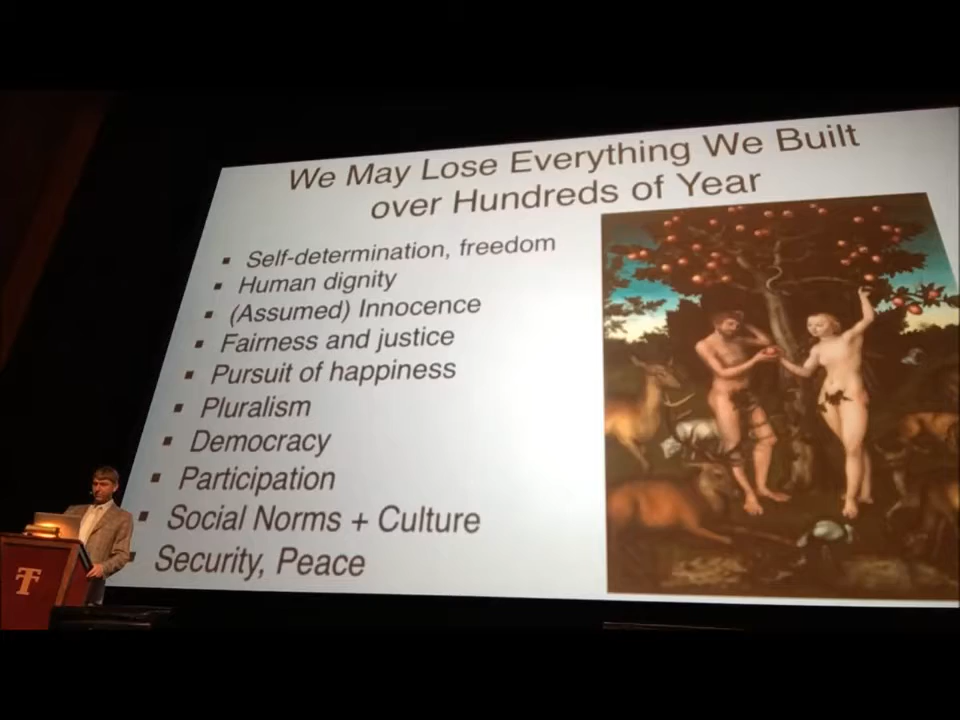 We May Lose Everything We Built
over Hundreds of Year
▪ Self-determination, freedom
▪ Human dignity
▪ (Assumed) Innocence
▪ Fairness and justice
▪ Pursuit of happiness
▪ Pluralism
▪ Democracy
▪ Participation
▪ Social Norms + Culture
▪ Security, Peace